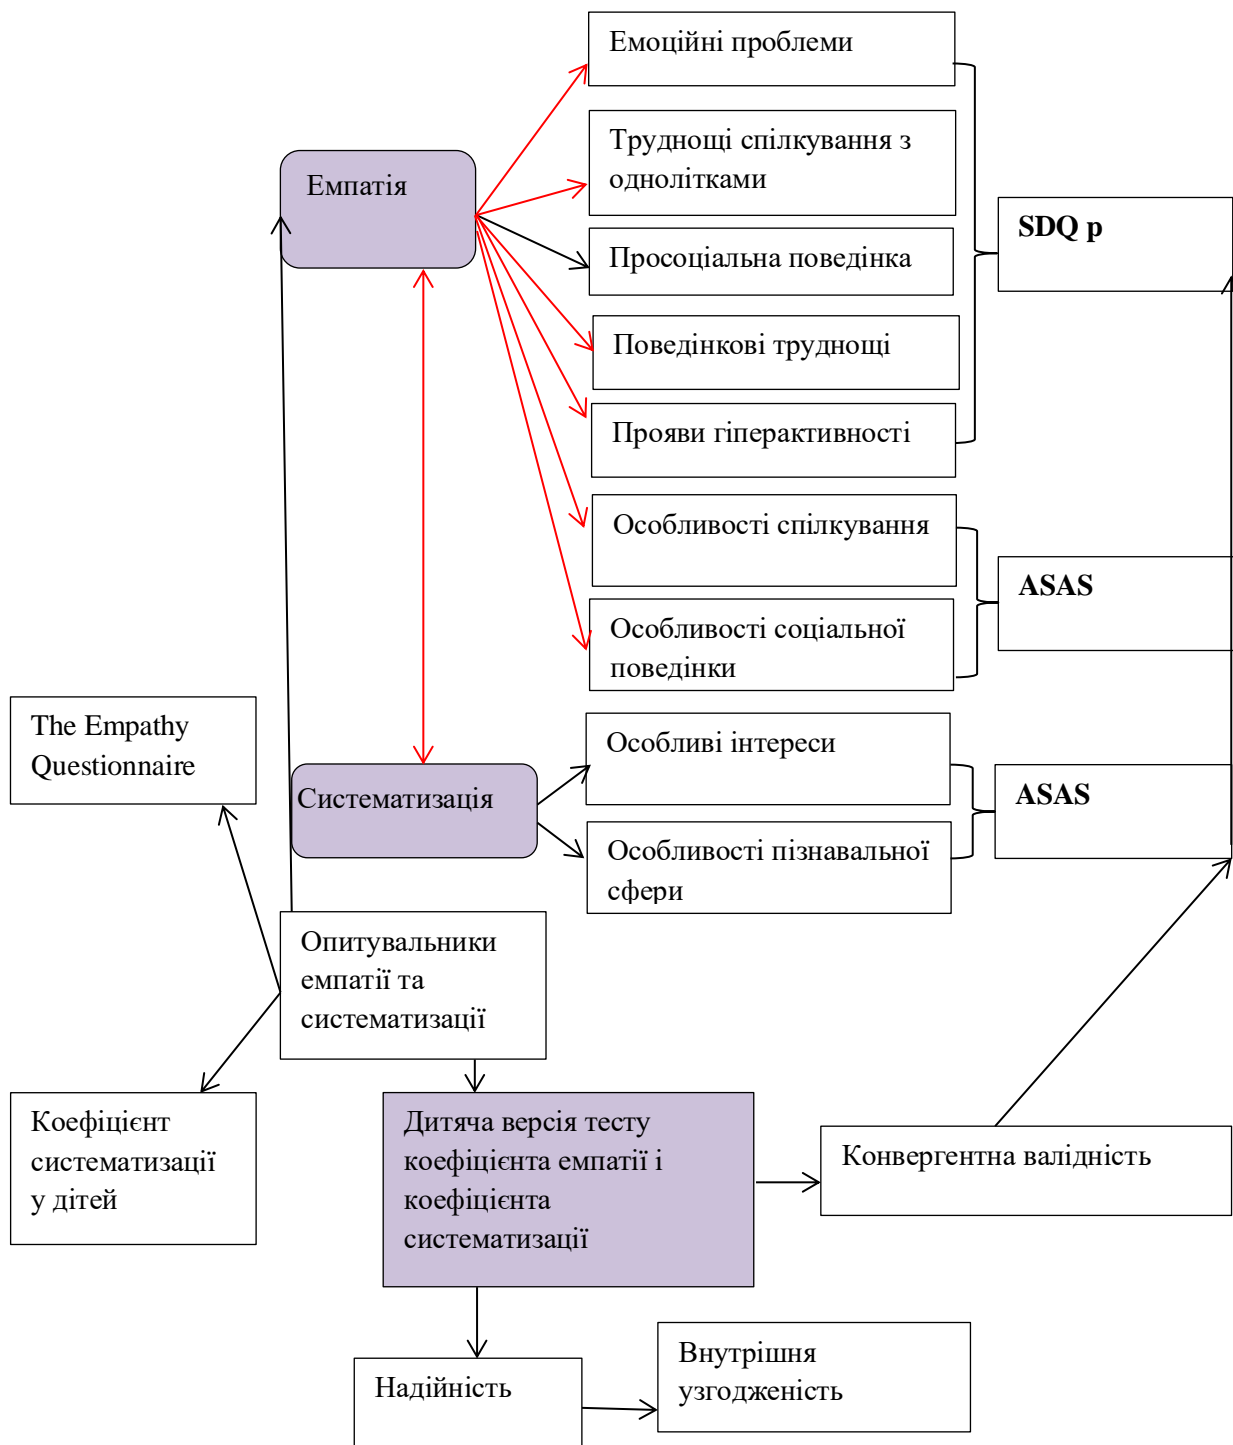 Емоційні проблеми
Труднощі спілкування з
однолітками
Емпатія
SDQ p
Просоціальна поведінка
Поведінкові труднощі
Прояви гіперактивності
Особливості спілкування
ASAS
Особливості соціальної
поведінки
The Empathy
Questionnaire
Особливі інтереси
Систематизація
ASAS
Особливості пізнавальної
сфери
Опитувальники
емпатії та
систематизації
Коефіцієнт
систематизації
у дітей
Дитяча версія тесту
коефіцієнта емпатії і
коефіцієнта
систематизації
Конвергентна валідність
Надійність
Внутрішня
узгодженість